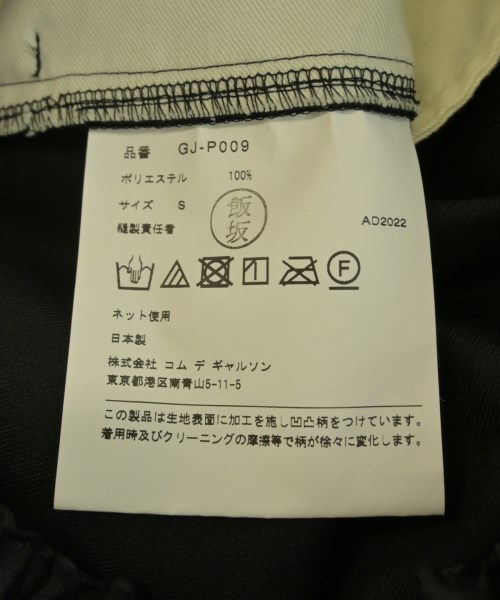 品番 GJ-P009
ポリエステル 100%
サイズ S
飯坂
縫製責任者
AD2022
ネット使用
日本製
株式会社 コム デ ギャルソン
東京都港区南青山5-11-5
この製品は生地表面に加工を施し凹凸柄をつけています。
着用時及びクリーニングの摩擦等で柄が徐々に変化します。
F